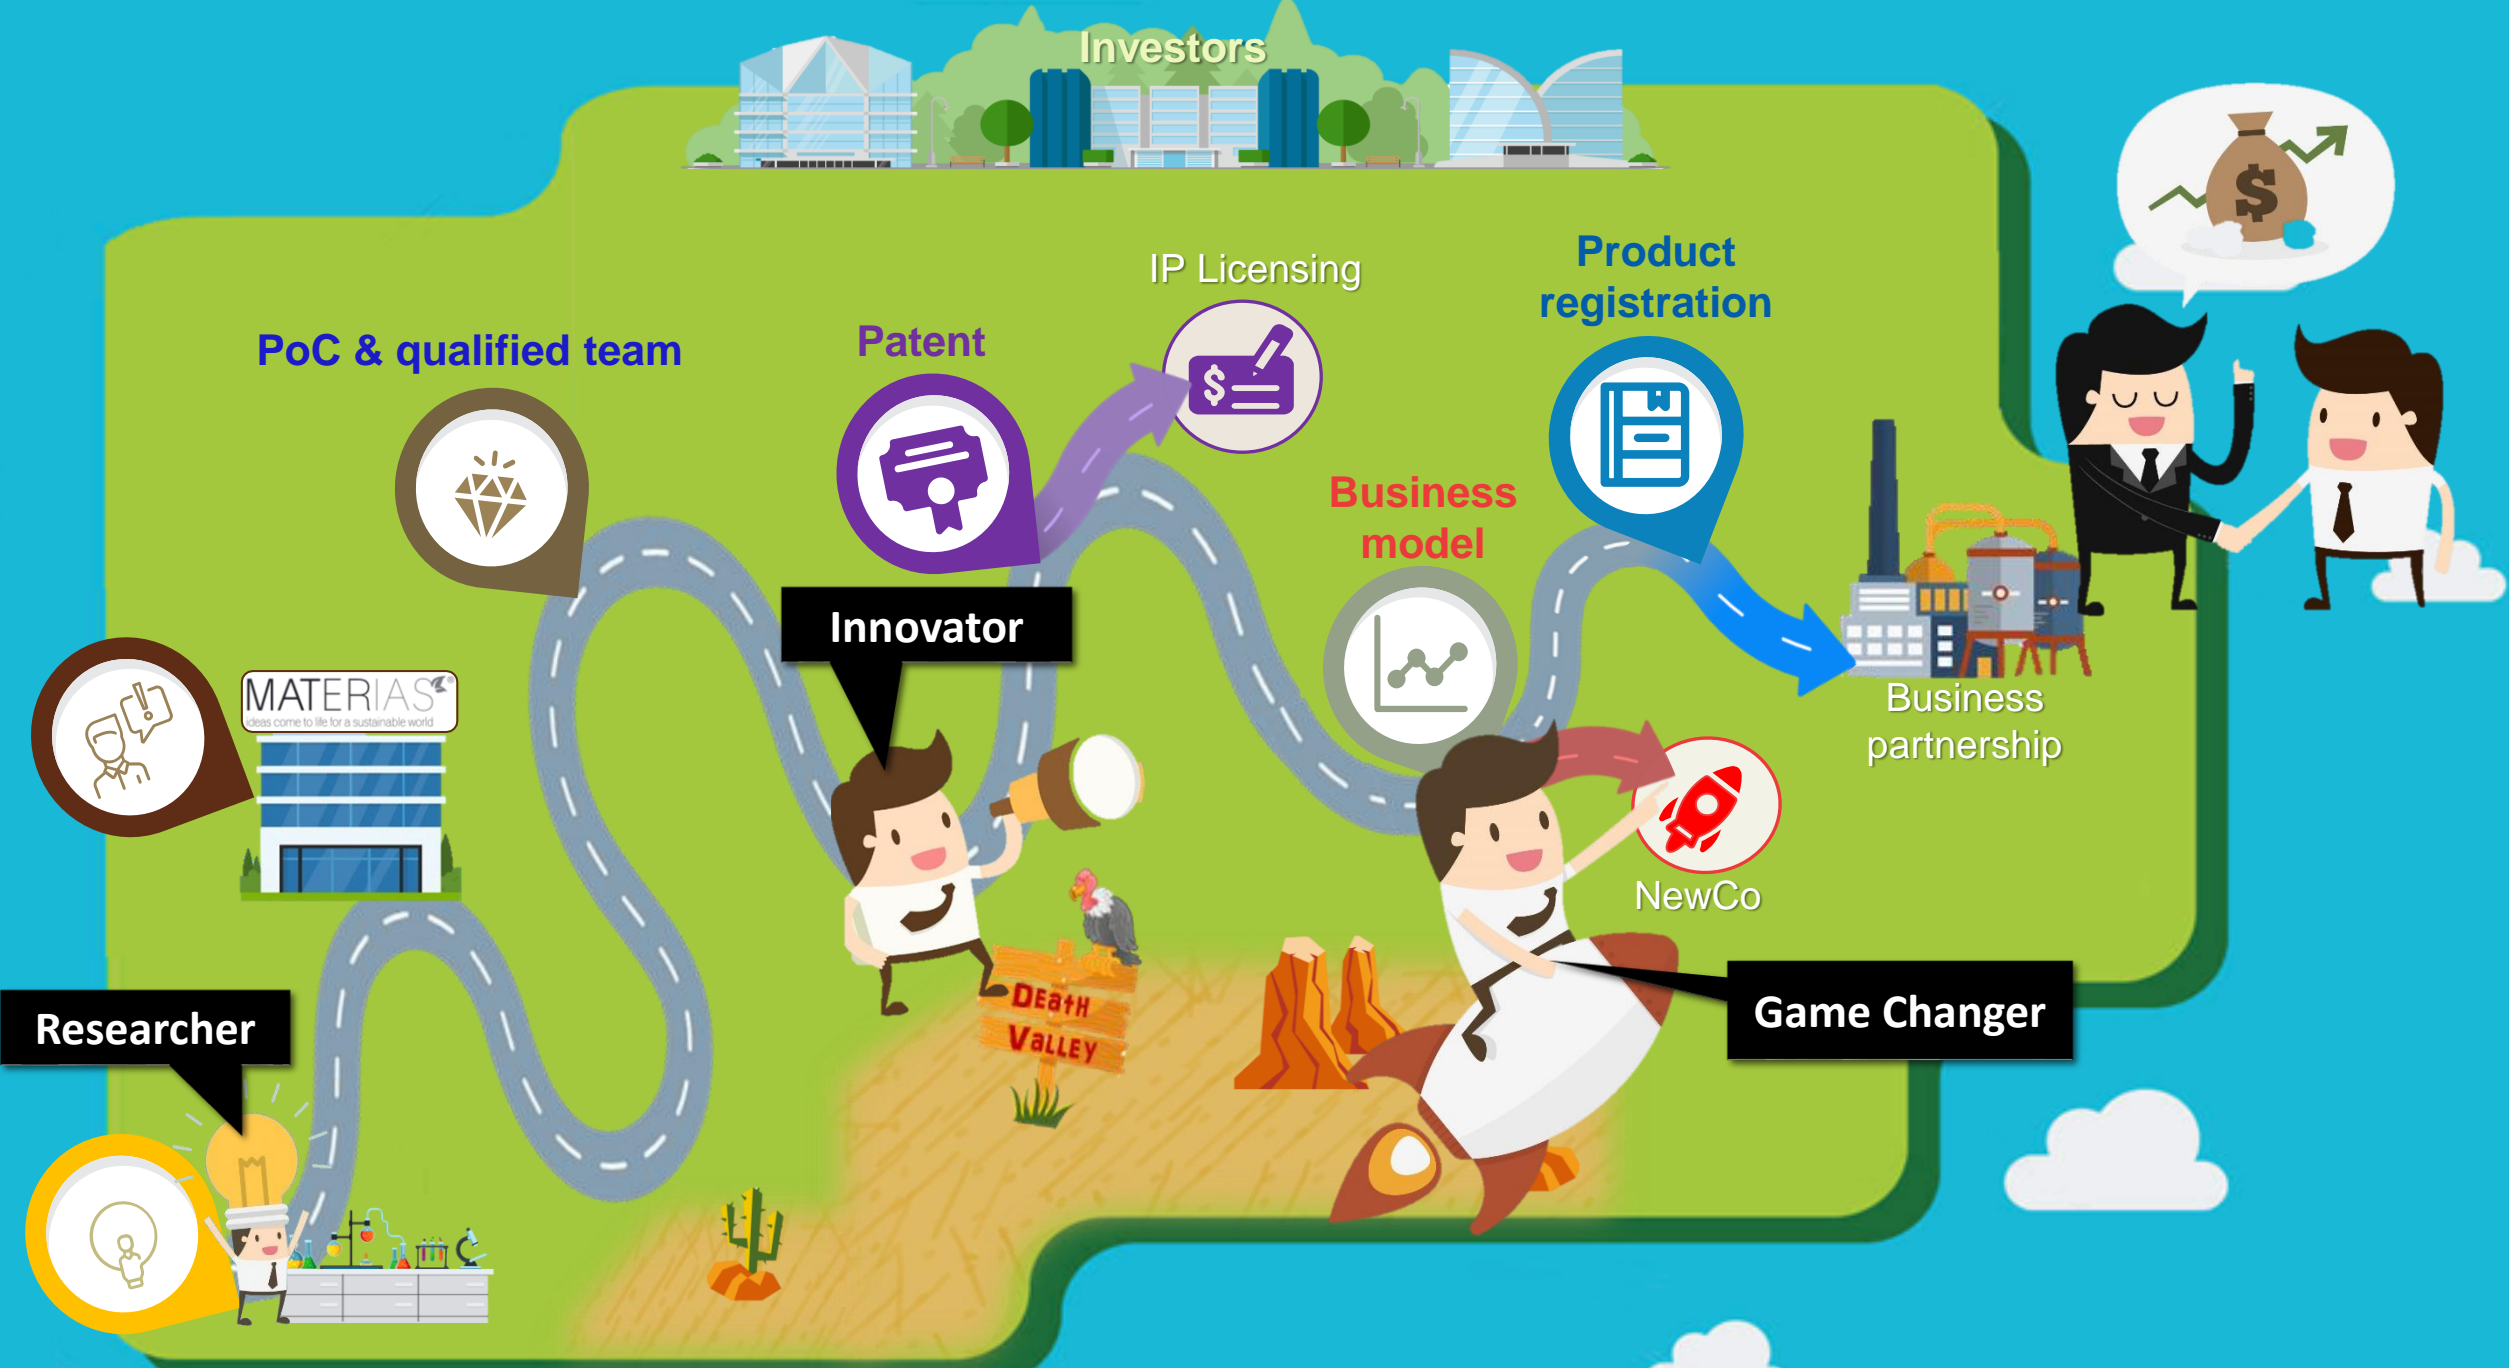 Investors
IP Licensing
Product
registration
PoC & qualified team
Patent
$
$
Business
model
Innovator
MATERIAS®
ideas come to life for a sustainable world
Business
partnership
NewCo
DEatH
VaLLEY
Game Changer
Researcher